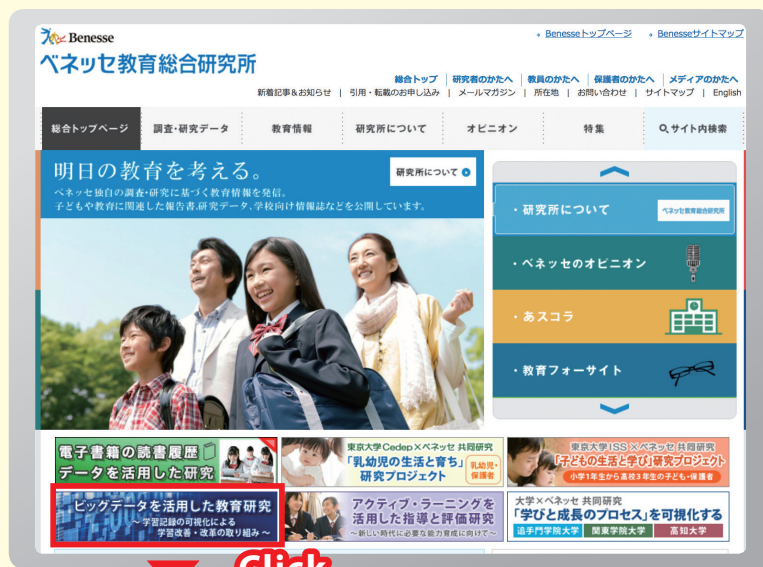 Benesse
Benesseトップページ
Benesseサイトマップ
ベネッセ教育総合研究所
総合トップ | 研究者のかたへ | 教員のかたへ | 保護者のかたへ | メディアのかたへ
新着記事&お知らせ | 引用・転載のお申し込み | メールマガジン | 所在地 | お問い合わせ | サイトマップ | English
総合トップページ
調査・研究データ
教育情報
研究所について
オピニオン
特集
サイト内検索
明日の教育を考える。
ベネッセ独自の調査・研究に基づく教育情報を発信。
子どもや教育に関連した報告書、研究データ、学校向け情報誌などを公開しています。
研究所について
・研究所について
ベネッセ教育総合研究所
・ベネッセのオピニオン
・あスコラ
・教育フォーサイト
電子書籍の読書履歴
データを活用した研究
東京大学Cedep×ベネッセ 共同研究
「乳幼児の生活と育ち」
研究プロジェクト
乳幼児・
保護者
東京大学ISS×ベネッセ 共同研究
「子どもの生活と学び」研究プロジェクト
小学1年生から高校3年生の子ども・保護者
ビッグデータを活用した教育研究
~学習記録の可視化による
学習改善・改革の取り組み~
アクティブ・ラーニングを
活用した指導と評価研究
~新しい時代に必要な能力育成に向けて~
大学×ベネッセ 共同研究
「学びと成長のプロセス」を可視化する
追手門学院大学
関東学院大学
高知大学
Click